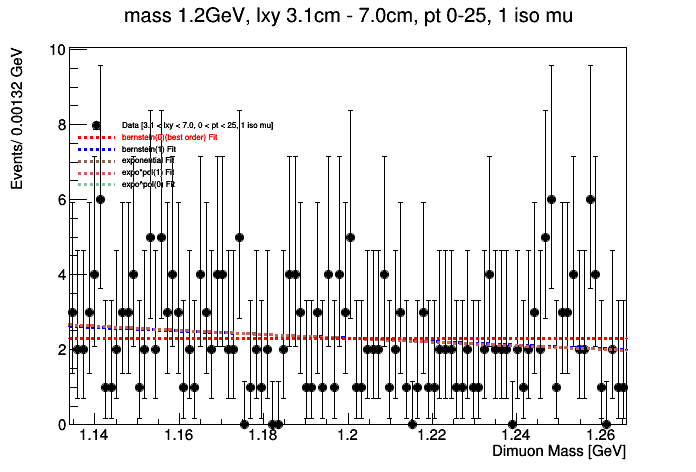 mass 1.2GeV, lxy 3.1cm - 7.0cm, pt 0-25, 1 iso mu
Events/ 0.00132 GeV
10
8
6
4
2
0
Data [3.1 < lxy < 7.0, 0 < pt < 25, 1 iso mu]
bernstein(0)(best order) Fit
bernstein(1) Fit
exponential Fit
expo*pol(1) Fit
expo^pol(0) Fit
1.14 1.16 1.18 1.2 1.22 1.24 1.26
Dimuon Mass [GeV]